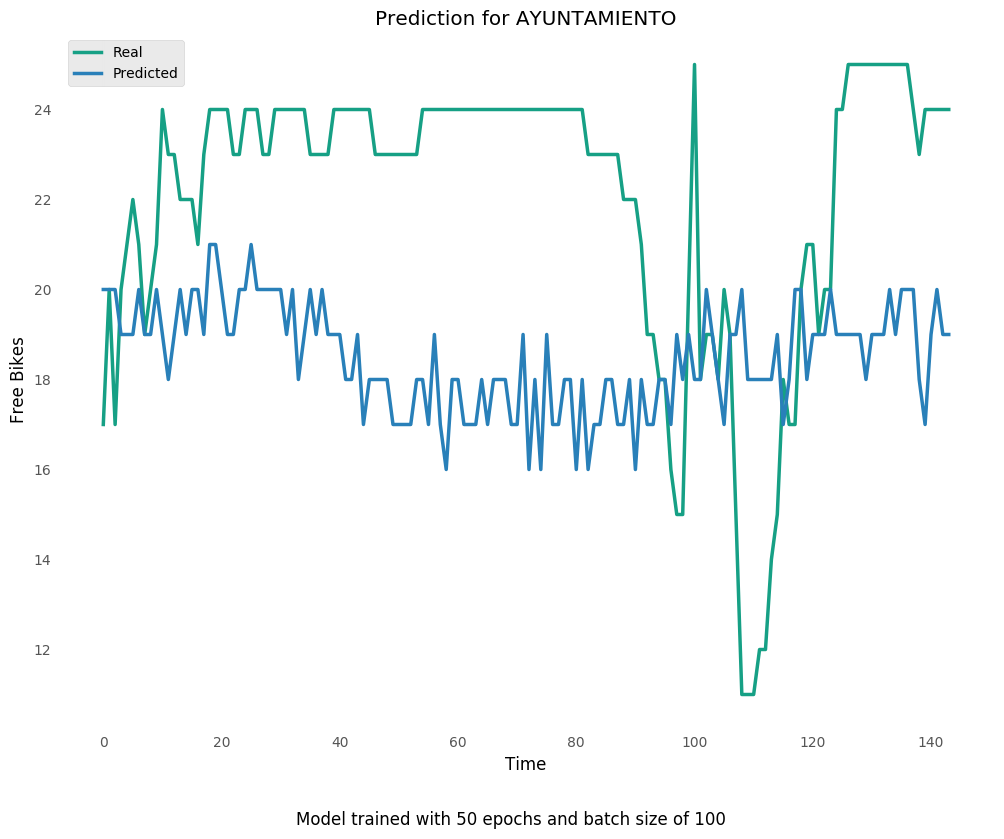 Prediction for AYUNTAMIENTO
Real
Predicted
24
22
20
18
16
14
12
Free Bikes
0 20 40 60 80 100 120 140
Time
Model trained with 50 epochs and batch size of 100